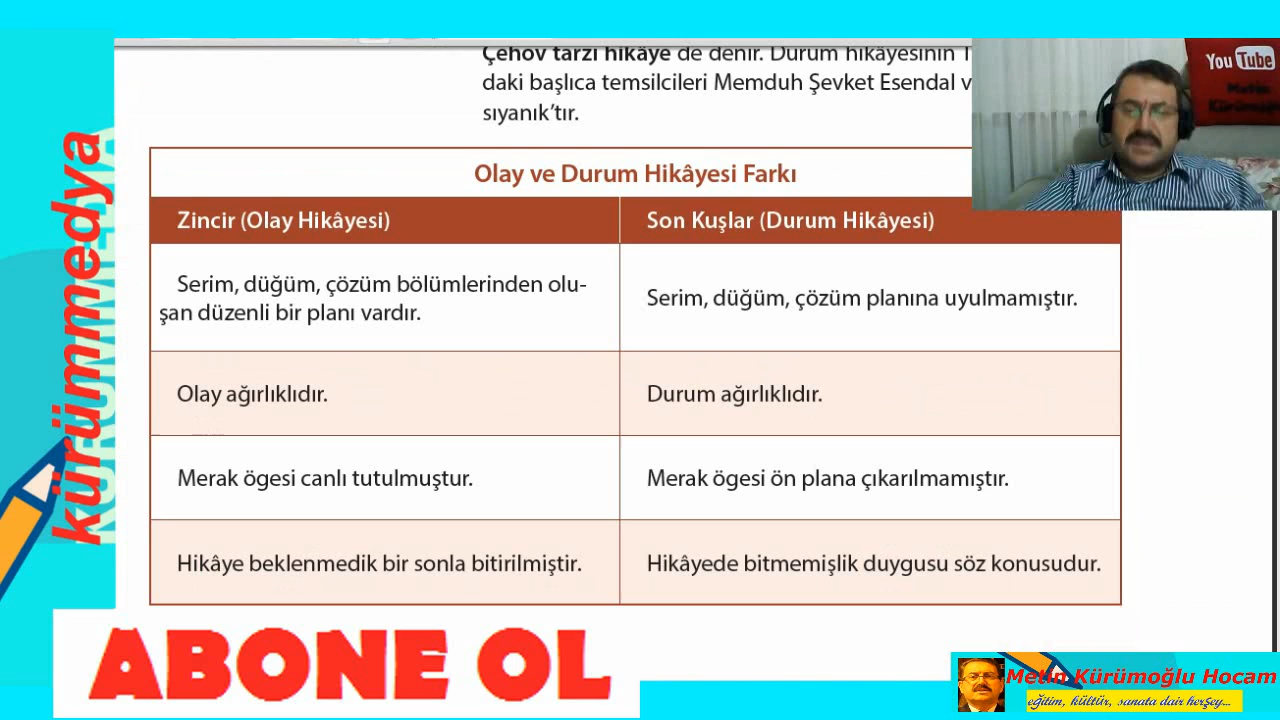 Çehov tarzı hikâye de denir. Durum hikâyesinin
daki başlıca temsilcileri Memduh Şevket Esendal
sıyanık’tır.
Olay ve Durum Hikâyesi Farkı
Zincir (Olay Hikâyesi)
Son Kuşlar (Durum Hikâyesi)
Serim, düğüm, çözüm bölümlerinden olu-
şan düzenli bir planı vardır.
Serim, düğüm, çözüm planına uyulmamıştır.
Olay ağırlıklıdır.
Durum ağırlıklıdır.
Merak ögesi canlı tutulmuştur.
Merak ögesi ön plana çıkarılmamıştır.
Hikâye beklenmedik bir sonla bitirilmiştir.
Hikâyede bitmemişlik duygusu söz konusudur.
kürümmedya
You Tube
Metin
ABONE OL
Metin Kürümoğlu Hocam
eğitim, kültür, sanata dair herşey...